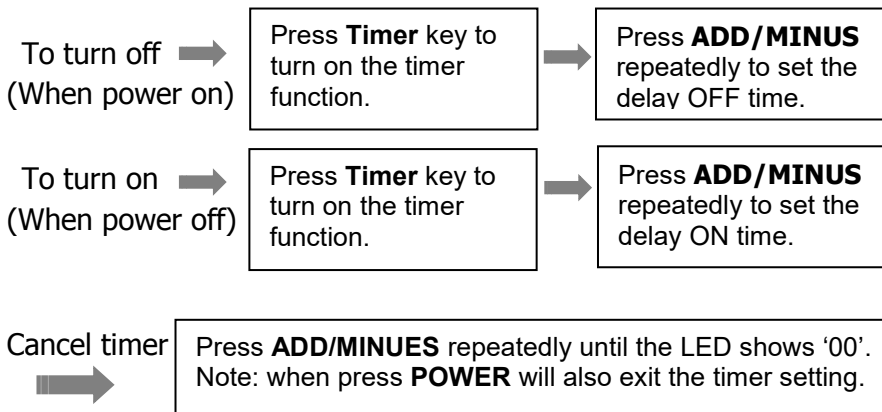 To turn off
(When power on)
Press Timer key to
turn on the timer
function.
Press ADD/MINUS
repeatedly to set the
delay OFF time.
To turn on
(When power off)
Press Timer key to
turn on the timer
function.
Press ADD/MINUS
repeatedly to set the
delay ON time.
Cancel timer
Press ADD/MINUES repeatedly until the LED shows ‘00’.
Note: when press POWER will also exit the timer setting.